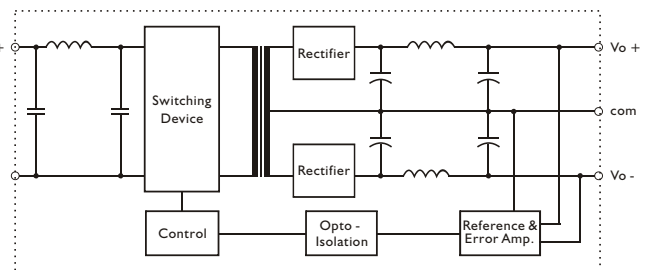 +
Rectifier
Vo +
Switching
Device
com
Rectifier
Vo -
Control
Opto -
Isolation
Reference &
Error Amp.